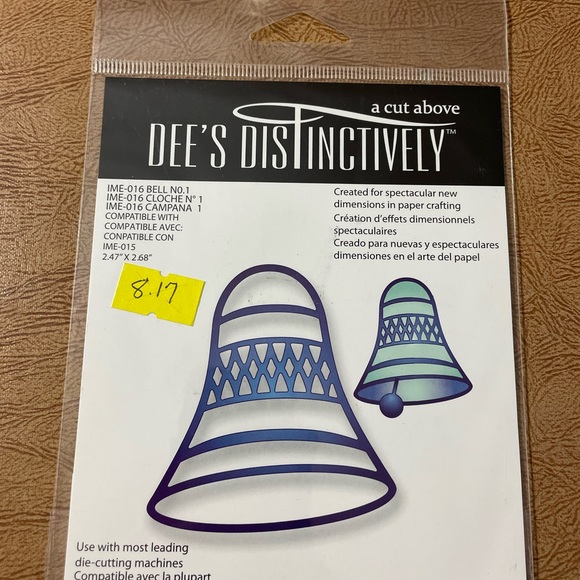 a cut above
DEE'S DISTINCTIVELY™
IME-016 BELL NO.1
IME-016 CLOCHE N° 1
IME-016 CAMPANA 1
COMPATIBLE WITH
COMPATIBLE AVEC:
CONPATIBLE CON
IME-015
2.47" X 2.68"
Created for spectacular new
dimensions in paper crafting
Création d'effets dimensionnels
spectaculaires
Creado para nuevas y espectaculares
dimensiones en el arte del papel
8.17
Use with most leading
die-cutting machines
Compatible avec la plupart